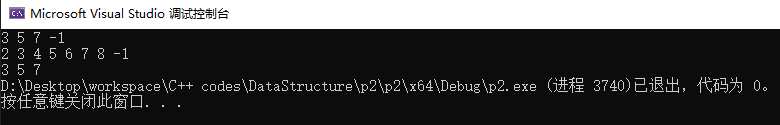 Microsoft Visual Studio 调试控制台
3 5 7 -1
2 3 4 5 6 7 8 -1
3 5 7
D:\Desktop\workspace\C++ codes\DataStructure\p2\p2\x64\Debug\p2.exe (进程 3740)已退出，代码为 0。
按任意键关闭此窗口. . .